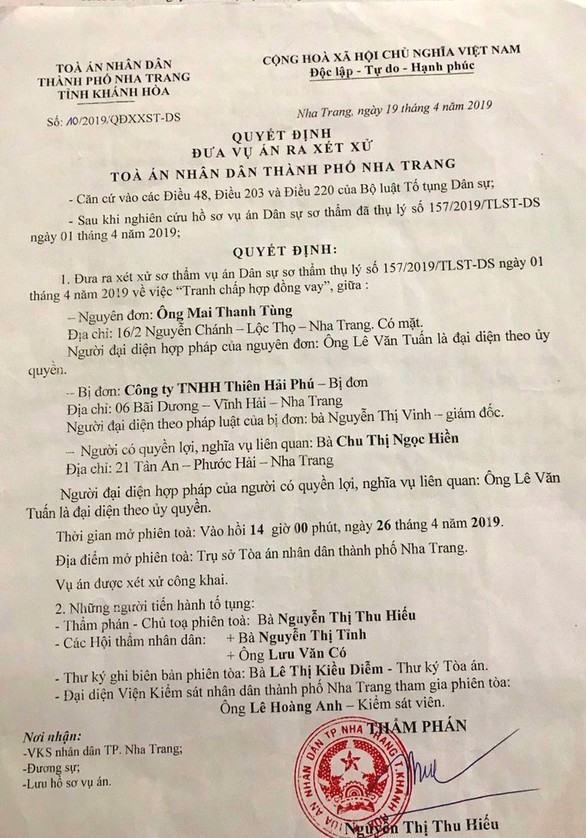 TOÀ ÁN NHÂN DÂN
THÀNH PHỐ NHA TRANG
TỈNH KHÁNH HÒA
Số: 10/2019/QĐXXST-DS
CỘNG HOÀ XÃ HỘI CHỦ NGHĨA VIỆT NAM
Độc lập - Tự do - Hạnh phúc
Nha Trang, ngày 19 tháng 4 năm 2019
QUYẾT ĐỊNH
ĐƯA VỤ ÁN RA XÉT XỬ
TOÀ ÁN NHÂN DÂN THÀNH PHỐ NHA TRANG
- Căn cứ vào các Điều 48, Điều 203 và Điều 220 của Bộ luật Tố tụng Dân sự;
- Sau khi nghiên cứu hồ sơ vụ án Dân sự sơ thẩm đã thụ lý số 157/2019/TLST-DS
ngày 01 tháng 4 năm 2019;
QUYẾT ĐỊNH:
1. Đưa ra xét xử sơ thẩm vụ án Dân sự sơ thẩm thụ lý số 157/2019/TLST-DS ngày 01
tháng 4 năm 2019 về việc “Tranh chấp hợp đồng vay”, giữa :
– Nguyên đơn: Ông Mai Thanh Tùng
Địa chỉ: 16/2 Nguyễn Chánh – Lộc Thọ – Nha Trang. Có mặt.
Người đại diện hợp pháp của nguyên đơn: Ông Lê Văn Tuấn là đại diện theo ủy
quyền.
– Bị đơn: Công ty TNHH Thiên Hải Phú – Bị đơn
Địa chỉ: 06 Bãi Dương – Vĩnh Hải – Nha Trang
Người đại diện theo pháp luật của bị đơn: bà Nguyễn Thị Vinh – giám đốc.
– Người có quyền lợi, nghĩa vụ liên quan: Bà Chu Thị Ngọc Hiền
Địa chỉ: 21 Tân An – Phước Hải – Nha Trang
Người đại diện hợp pháp của người có quyền lợi, nghĩa vụ liên quan: Ông Lê Văn
Tuấn là đại diện theo ủy quyền.
Thời gian mở phiên toà: Vào hồi 14 giờ 00 phút, ngày 26 tháng 4 năm 2019.
Địa điểm mở phiên toà: Trụ sở Tòa án nhân dân thành phố Nha Trang.
Vụ án được xét xử công khai.
2. Những người tiến hành tố tụng:
- Thẩm phán - Chủ toạ phiên toà: Bà Nguyễn Thị Thu Hiếu
- Các Hội thẩm nhân dân: + Bà Nguyễn Thị Tĩnh
+ Ông Lưu Văn Có
- Thư ký ghi biên bản phiên tòa: Bà Lê Thị Kiều Diễm - Thư ký Tòa án.
- Đại diện Viện Kiểm sát nhân dân thành phố Nha Trang tham gia phiên tòa:
Ông Lê Hoàng Anh – Kiểm sát viên.
Nơi nhận:
-VKS nhân dân TP. Nha Trang;
-Đương sự;
-Lưu hồ sơ vụ án.
THẨM PHÁN
TÒA ÁN NHÂN DÂN TP NHA TRANG T. KHÁNH
Nguyễn Thị Thu Hiếu